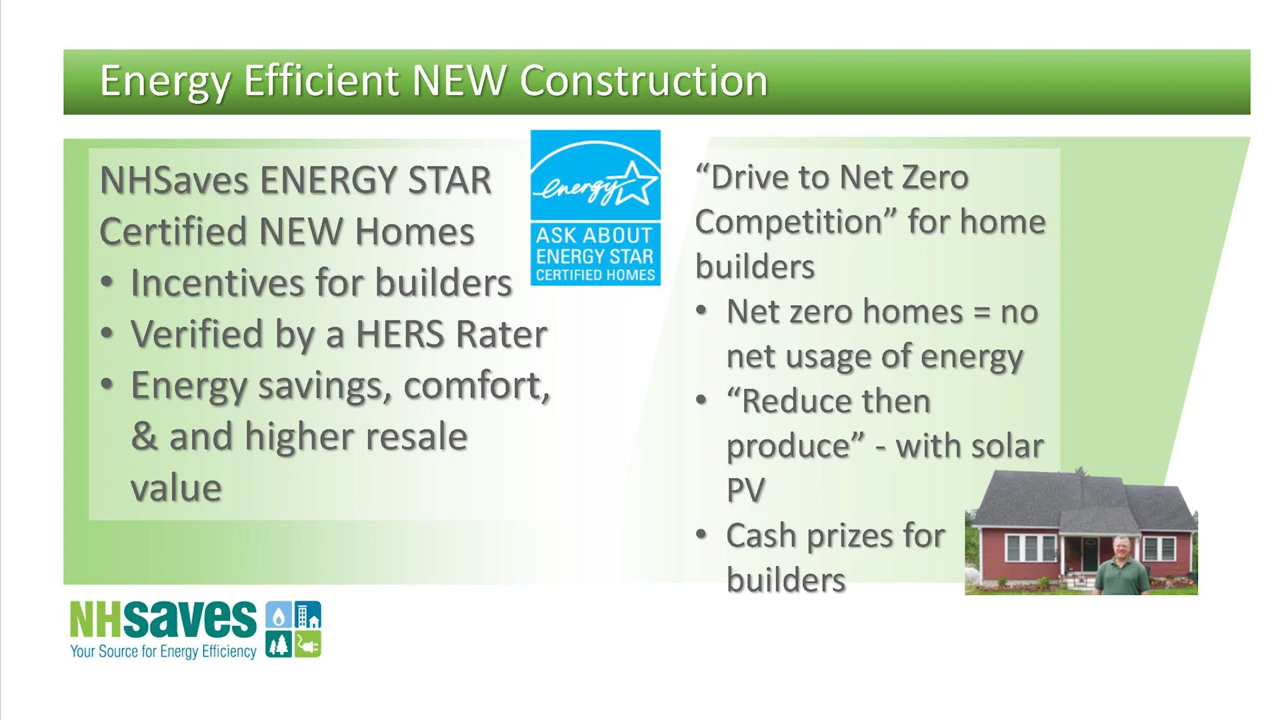 Energy Efficient NEW Construction
NHSaves ENERGY STAR
Certified NEW Homes
• Incentives for builders
• Verified by a HERS Rater
• Energy savings, comfort,
& and higher resale
value
energy
ASK ABOUT
ENERGY STAR
CERTIFIED HOMES
“Drive to Net Zero
Competition” for home
builders
• Net zero homes = no
net usage of energy
• “Reduce then
produce” - with solar
PV
• Cash prizes for
builders
NHsaves
Your Source for Energy Efficiency